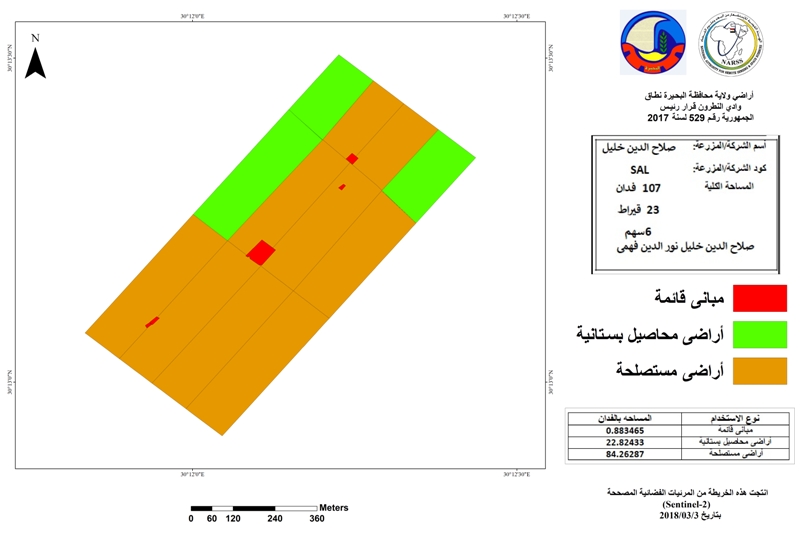 30°12'0"E
30°12'30"E
N
30°13'30"N
30°13'30"N
30°13'0"N
30°13'0"N
30°12'0"E
30°12'30"E
Meters
0 60 120 240 360
NARSS
أراضي ولاية محافظة البحيرة نطاق
وادي النطرون قرار رئيس
الجمهورية رقم 529 لسنة 2017
أسم الشركة/المزرعة: صلاح الدين خليل
كود الشركة/المزرعة: SAL
المساحة الكلية 107 فدان
23 قيراط
6سهم
صلاح الدين خليل نور الدين فهمى
مبانى قائمة
أراضى محاصيل بستانية
أراضى مستصلحة
نوع الاستخدام المساحه بالفدان
مبانى قائمة 0.883465
أراضى محاصيل بستانية 22.82433
أراضى مستصلحة 84.26287
انتجت هذه الخريطة من المرئيات الفضائية المصححة
(Sentinel-2)
بتاريخ 2018/03/3